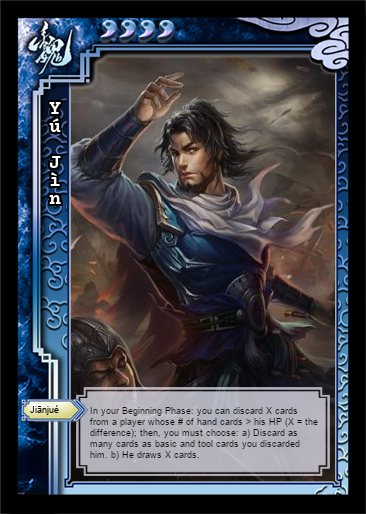 魏
Yú Jìn
Jiānjué
In your Beginning Phase: you can discard X cards
from a player whose # of hand cards > his HP (X = the
difference); then, you must choose: a) Discard as
many cards as basic and tool cards you discarded
him. b) He draws X cards.